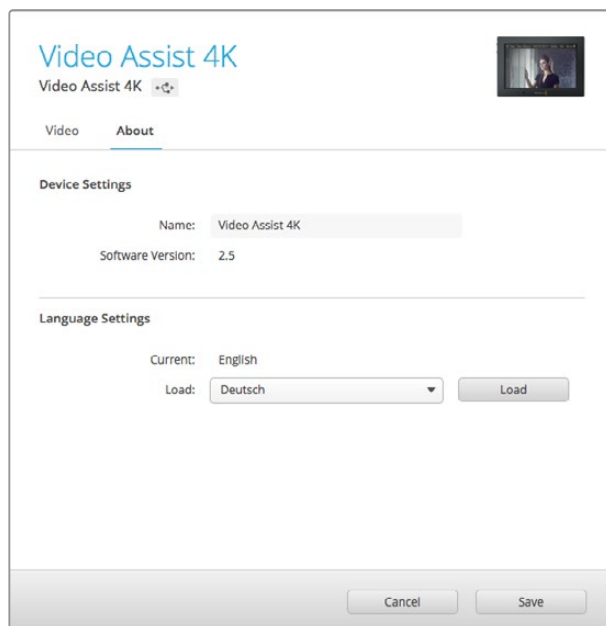 Video Assist 4K
Video Assist 4K
Video About
Device Settings
Name: Video Assist 4K
Software Version: 2.5
Language Settings
Current: English
Load: Deutsch Load
Cancel Save